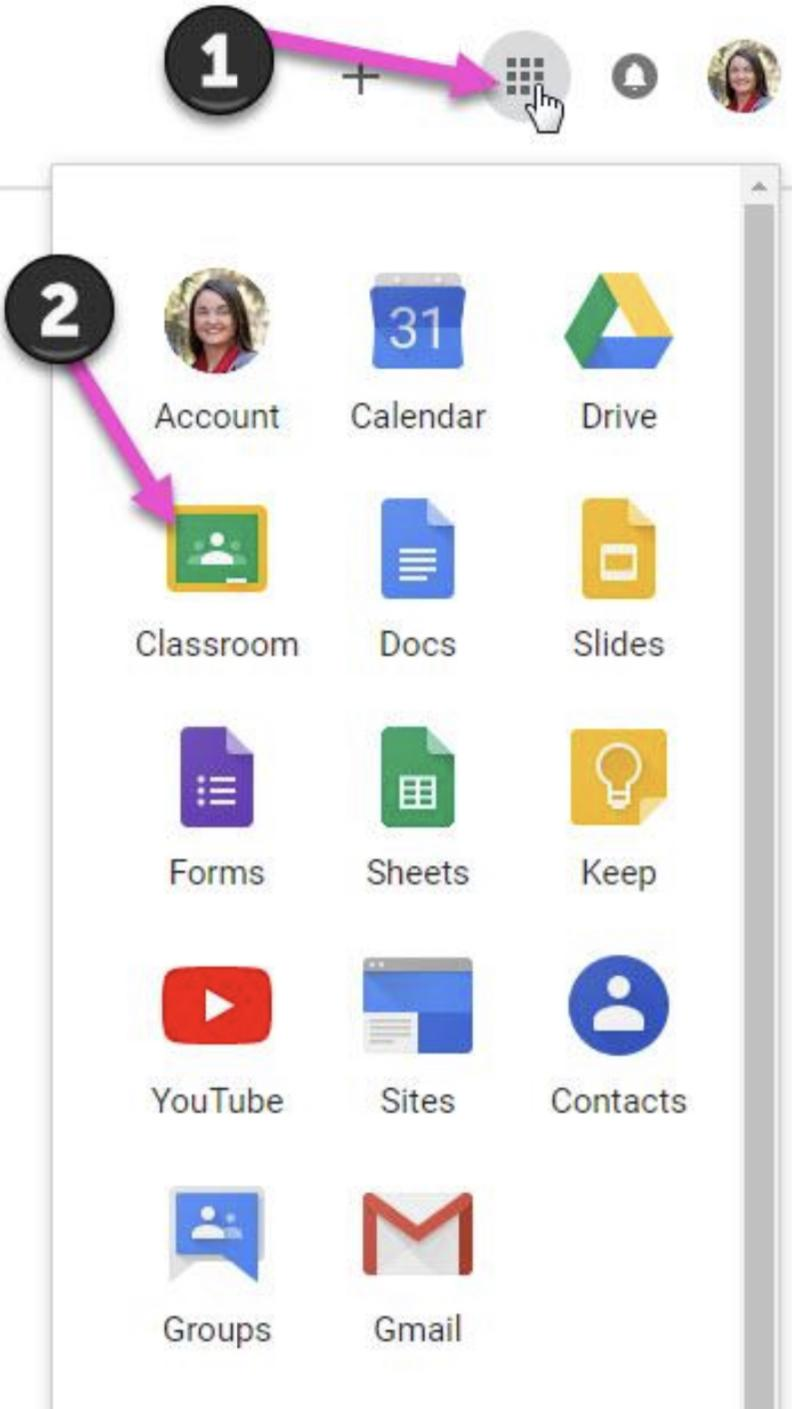 1
2
31
Account Calendar Drive
Classroom Docs Slides
Forms Sheets Keep
YouTube Sites Contacts
Groups Gmail